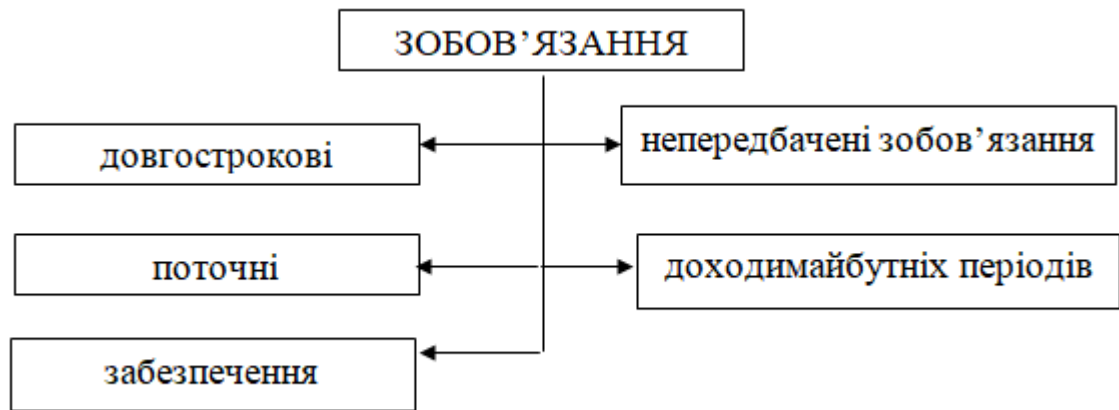 ЗОБОВ’ЯЗАННЯ
довгострокові
непередбачені зобов’язання
поточні
доходимайбутніх періодів
забезпечення